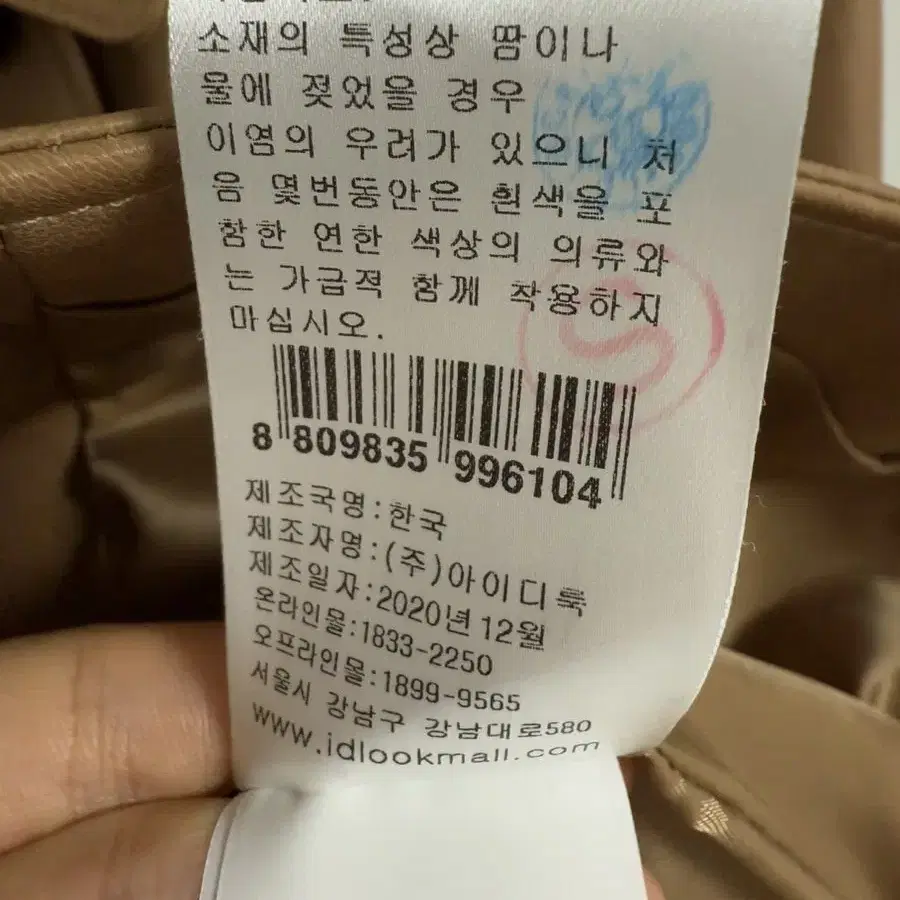 소재의 특성상 땀이나
물에 젖었을 경우
이염의 우려가 있으니 처
음 몇번동안은 흰색을 포
함한 연한 색상의 의류와
는 가급적 함께 착용하지
마십시오.
8 809835 996104
제조국명:한국
제조자명:(주)아이디룩
제조일자:2020년12월
온라인몰:1833-2250
오프라인몰:1899-9565
서울시 강남구 강남대로580
www.idlookmall.com